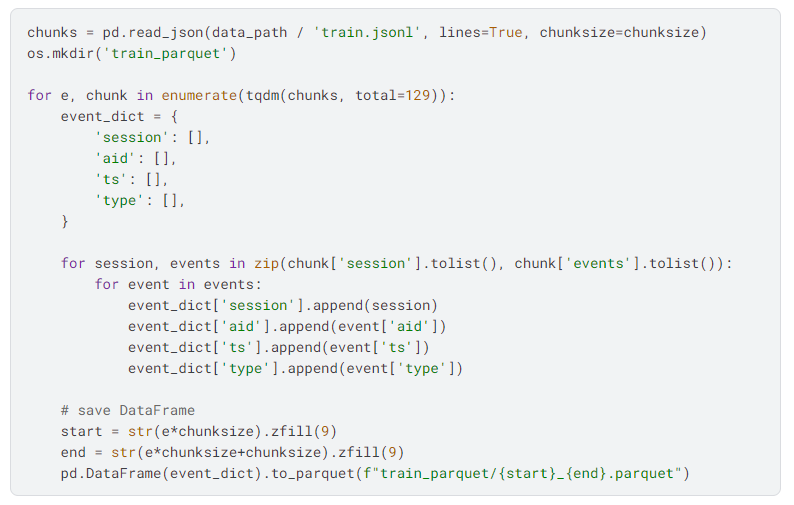 chunks = pd.read_json(data_path / 'train.jsonl', lines=True, chunksize=chunksize)
os.mkdir('train_parquet')

for e, chunk in enumerate(tqdm(chunks, total=129)):
    event_dict = {
        'session': [],
        'aid': [],
        'ts': [],
        'type': [],
    }

    for session, events in zip(chunk['session'].tolist(), chunk['events'].tolist()):
        for event in events:
            event_dict['session'].append(session)
            event_dict['aid'].append(event['aid'])
            event_dict['ts'].append(event['ts'])
            event_dict['type'].append(event['type'])

    # save DataFrame
    start = str(e*chunksize).zfill(9)
    end = str(e*chunksize+chunksize).zfill(9)
    pd.DataFrame(event_dict).to_parquet(f"train_parquet/{start}_{end}.parquet")